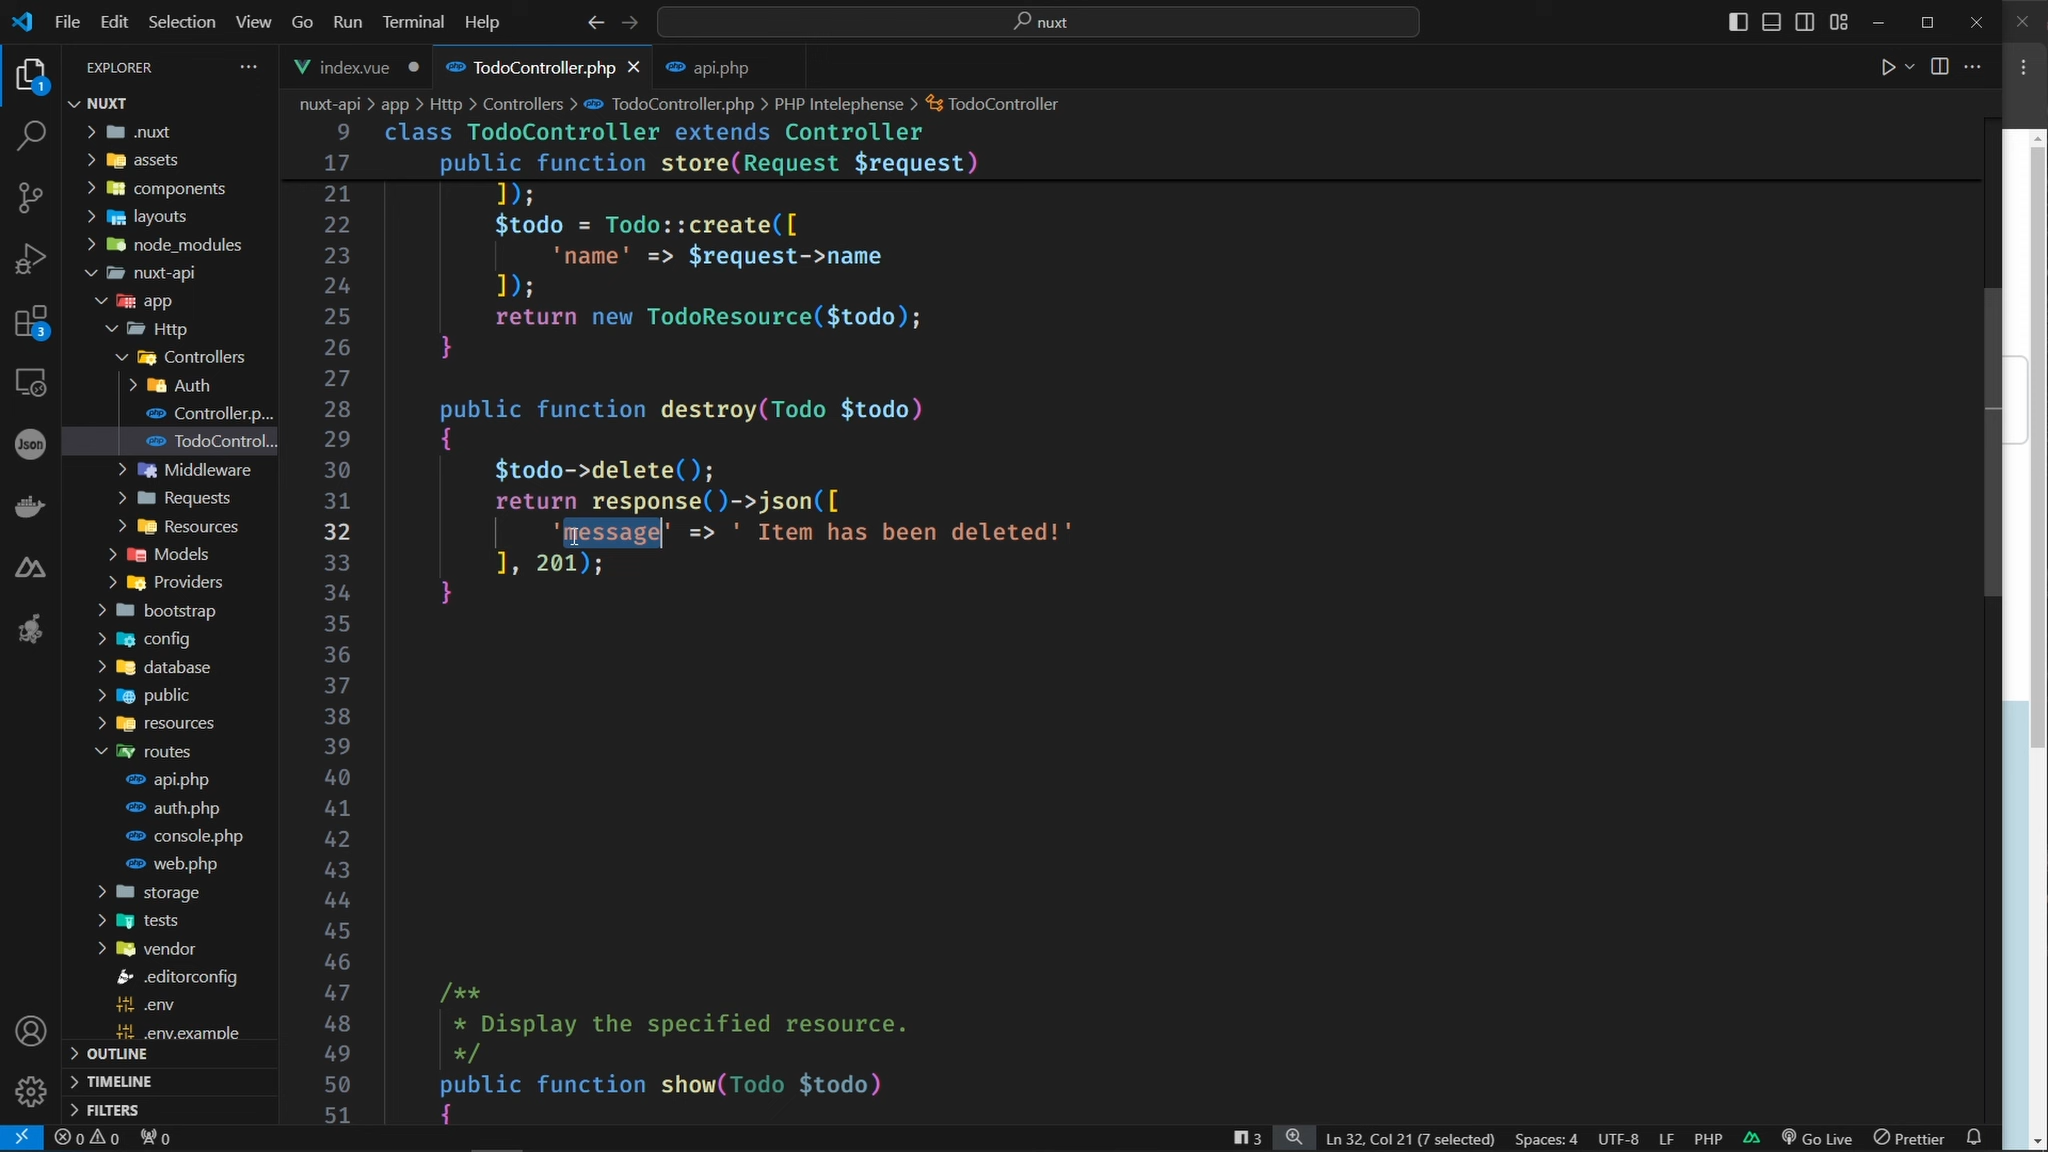 File Edit Selection View Go Run Terminal Help
nuxt
EXPLORER
index.vue
TodoController.php
api.php
nuxt-api > app > Http > Controllers > TodoController.php > PHP Intelephense > TodoController
NUXT
.nuxt
assets
components
layouts
node_modules
nuxt-api
app
Http
Controllers
Auth
Controller.p...
TodoControl...
Middleware
Requests
Resources
Models
Providers
bootstrap
config
database
public
resources
routes
api.php
auth.php
console.php
web.php
storage
tests
vendor
.editorconfig
.env
.env.example
OUTLINE
TIMELINE
FILTERS
1
3
Json
9 class TodoController extends Controller
17 public function store(Request $request)
21 ]);
22 $todo = Todo::create([
23 'name' => $request->name
24 ]);
25 return new TodoResource($todo);
26 }
27
28 public function destroy(Todo $todo)
29 {
30 $todo->delete();
31 return response()->json([
32 'message' => ' Item has been deleted!'
33 ], 201);
34 }
35
36
37
38
39
40
41
42
43
44
45
46
47 /**
48 * Display the specified resource.
49 */
50 public function show(Todo $todo)
51 {
0 0 0
3 Ln 32, Col 21 (7 selected) Spaces: 4 UTF-8 LF PHP Go Live Prettier